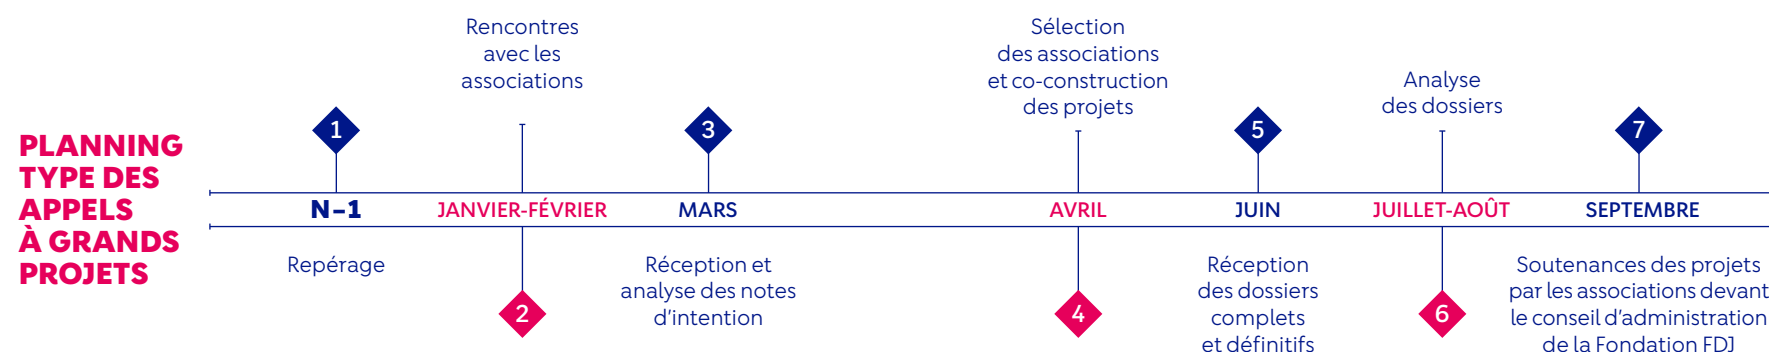 PLANNING
TYPE DES
APPELS
À GRANDS
PROJETS
1
N-1
Repérage
Rencontres
avec les
associations
JANVIER-FÉVRIER
2
3
MARS
Réception et
analyse des notes
d'intention
Sélection
des associations
et co-construction
des projets
AVRIL
4
5
JUIN
Réception
des dossiers
complets
et définitifs
Analyse
des dossiers
JUILLET-AOÛT
6
7
SEPTEMBRE
Soutenances des projets
par les associations devant
le conseil d'administration
de la Fondation FDJ